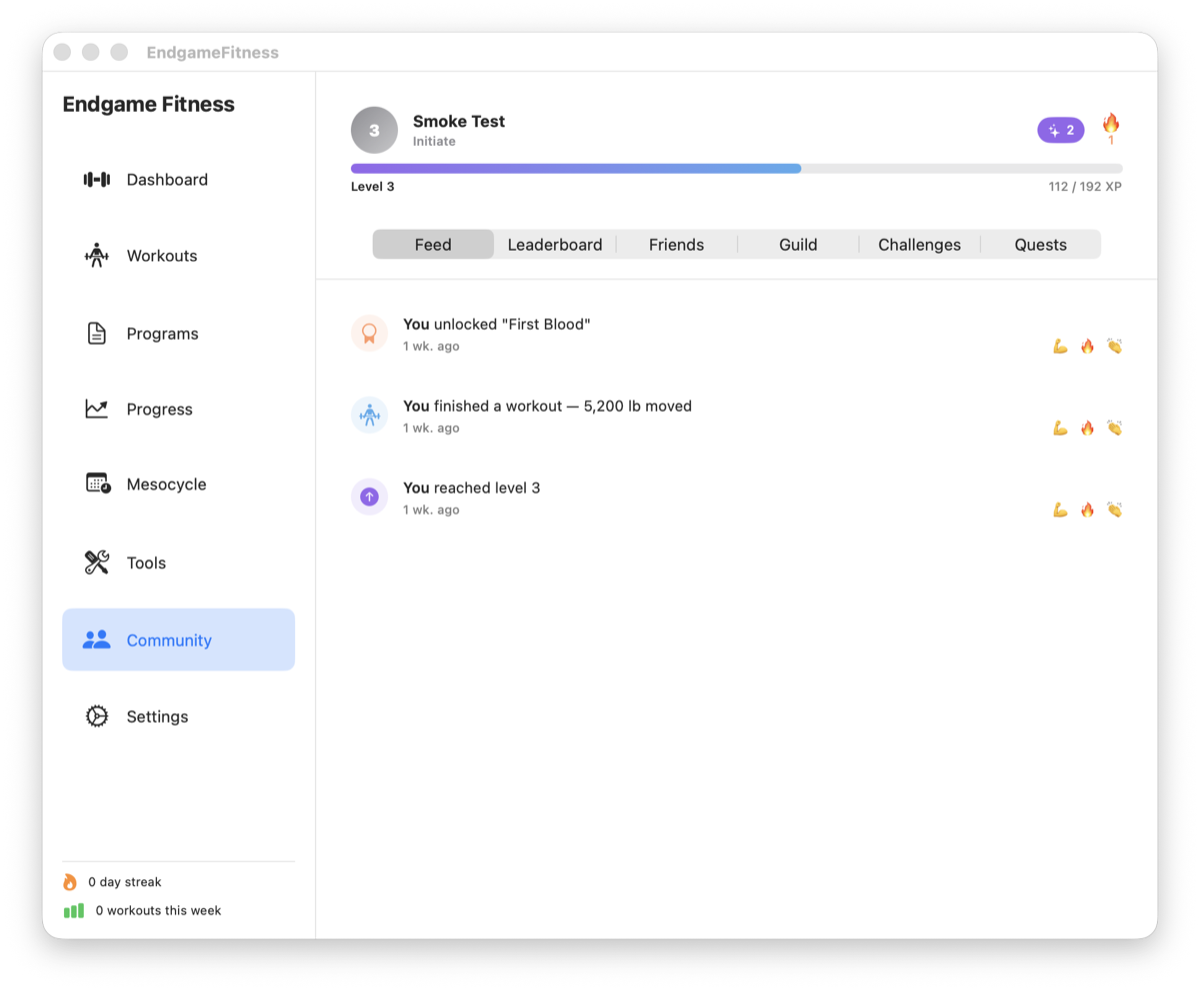 EndgameFitness
Endgame Fitness
Dashboard
Workouts
Programs
Progress
Mesocycle
Tools
Community
Settings
0 day streak
0 workouts this week
3
Smoke Test
Initiate
2
1
Level 3
112 / 192 XP
Feed
Leaderboard
Friends
Guild
Challenges
Quests
You unlocked "First Blood"
1 wk. ago
You finished a workout — 5,200 lb moved
1 wk. ago
You reached level 3
1 wk. ago